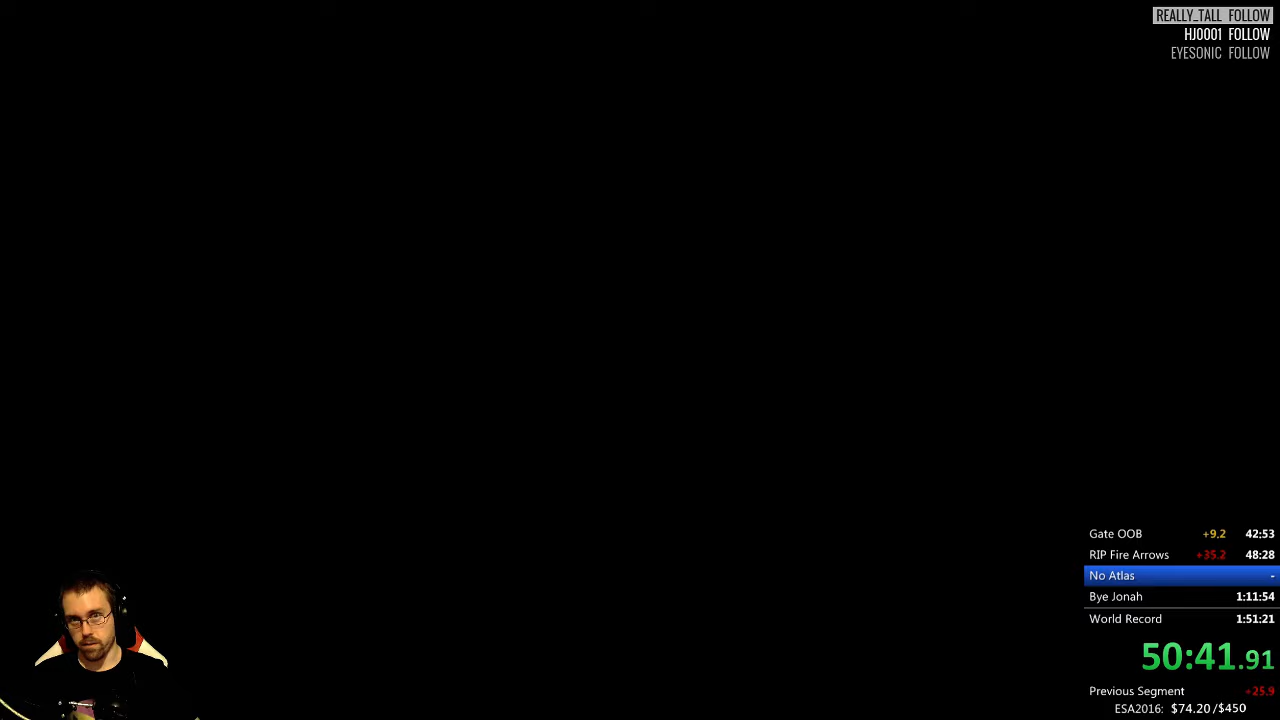 REALLY_TALL FOLLOW
HJ0001 FOLLOW
EYESONIC FOLLOW
Gate OOB +9.2 42:53
RIP Fire Arrows +35.2 48:28
No Atlas -
Bye Jonah 1:11:54
World Record 1:51:21
50:41.91
Previous Segment +25.9
ESA2016: $74.20/$450